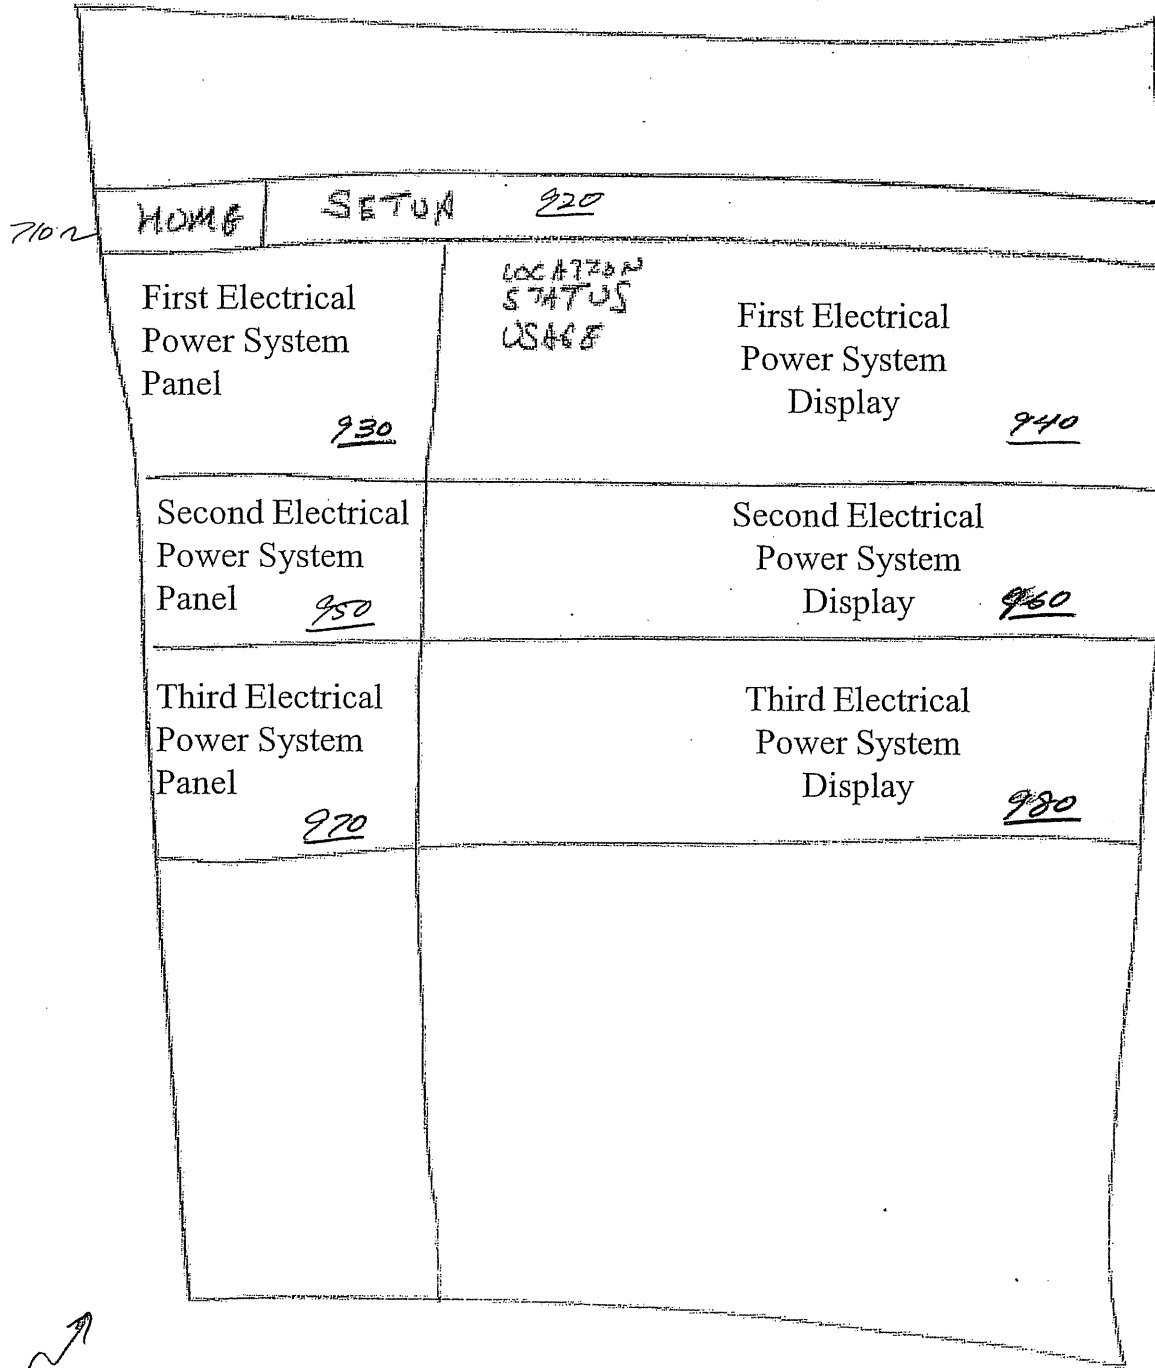 HOME SETUP 920
710
First Electrical
Power System
Panel
930
LOCATION
STATUS
USAGE
First Electrical
Power System
Display
940
Second Electrical
Power System
Panel 950
Second Electrical
Power System
Display 960
Third Electrical
Power System
Panel
970
Third Electrical
Power System
Display
980